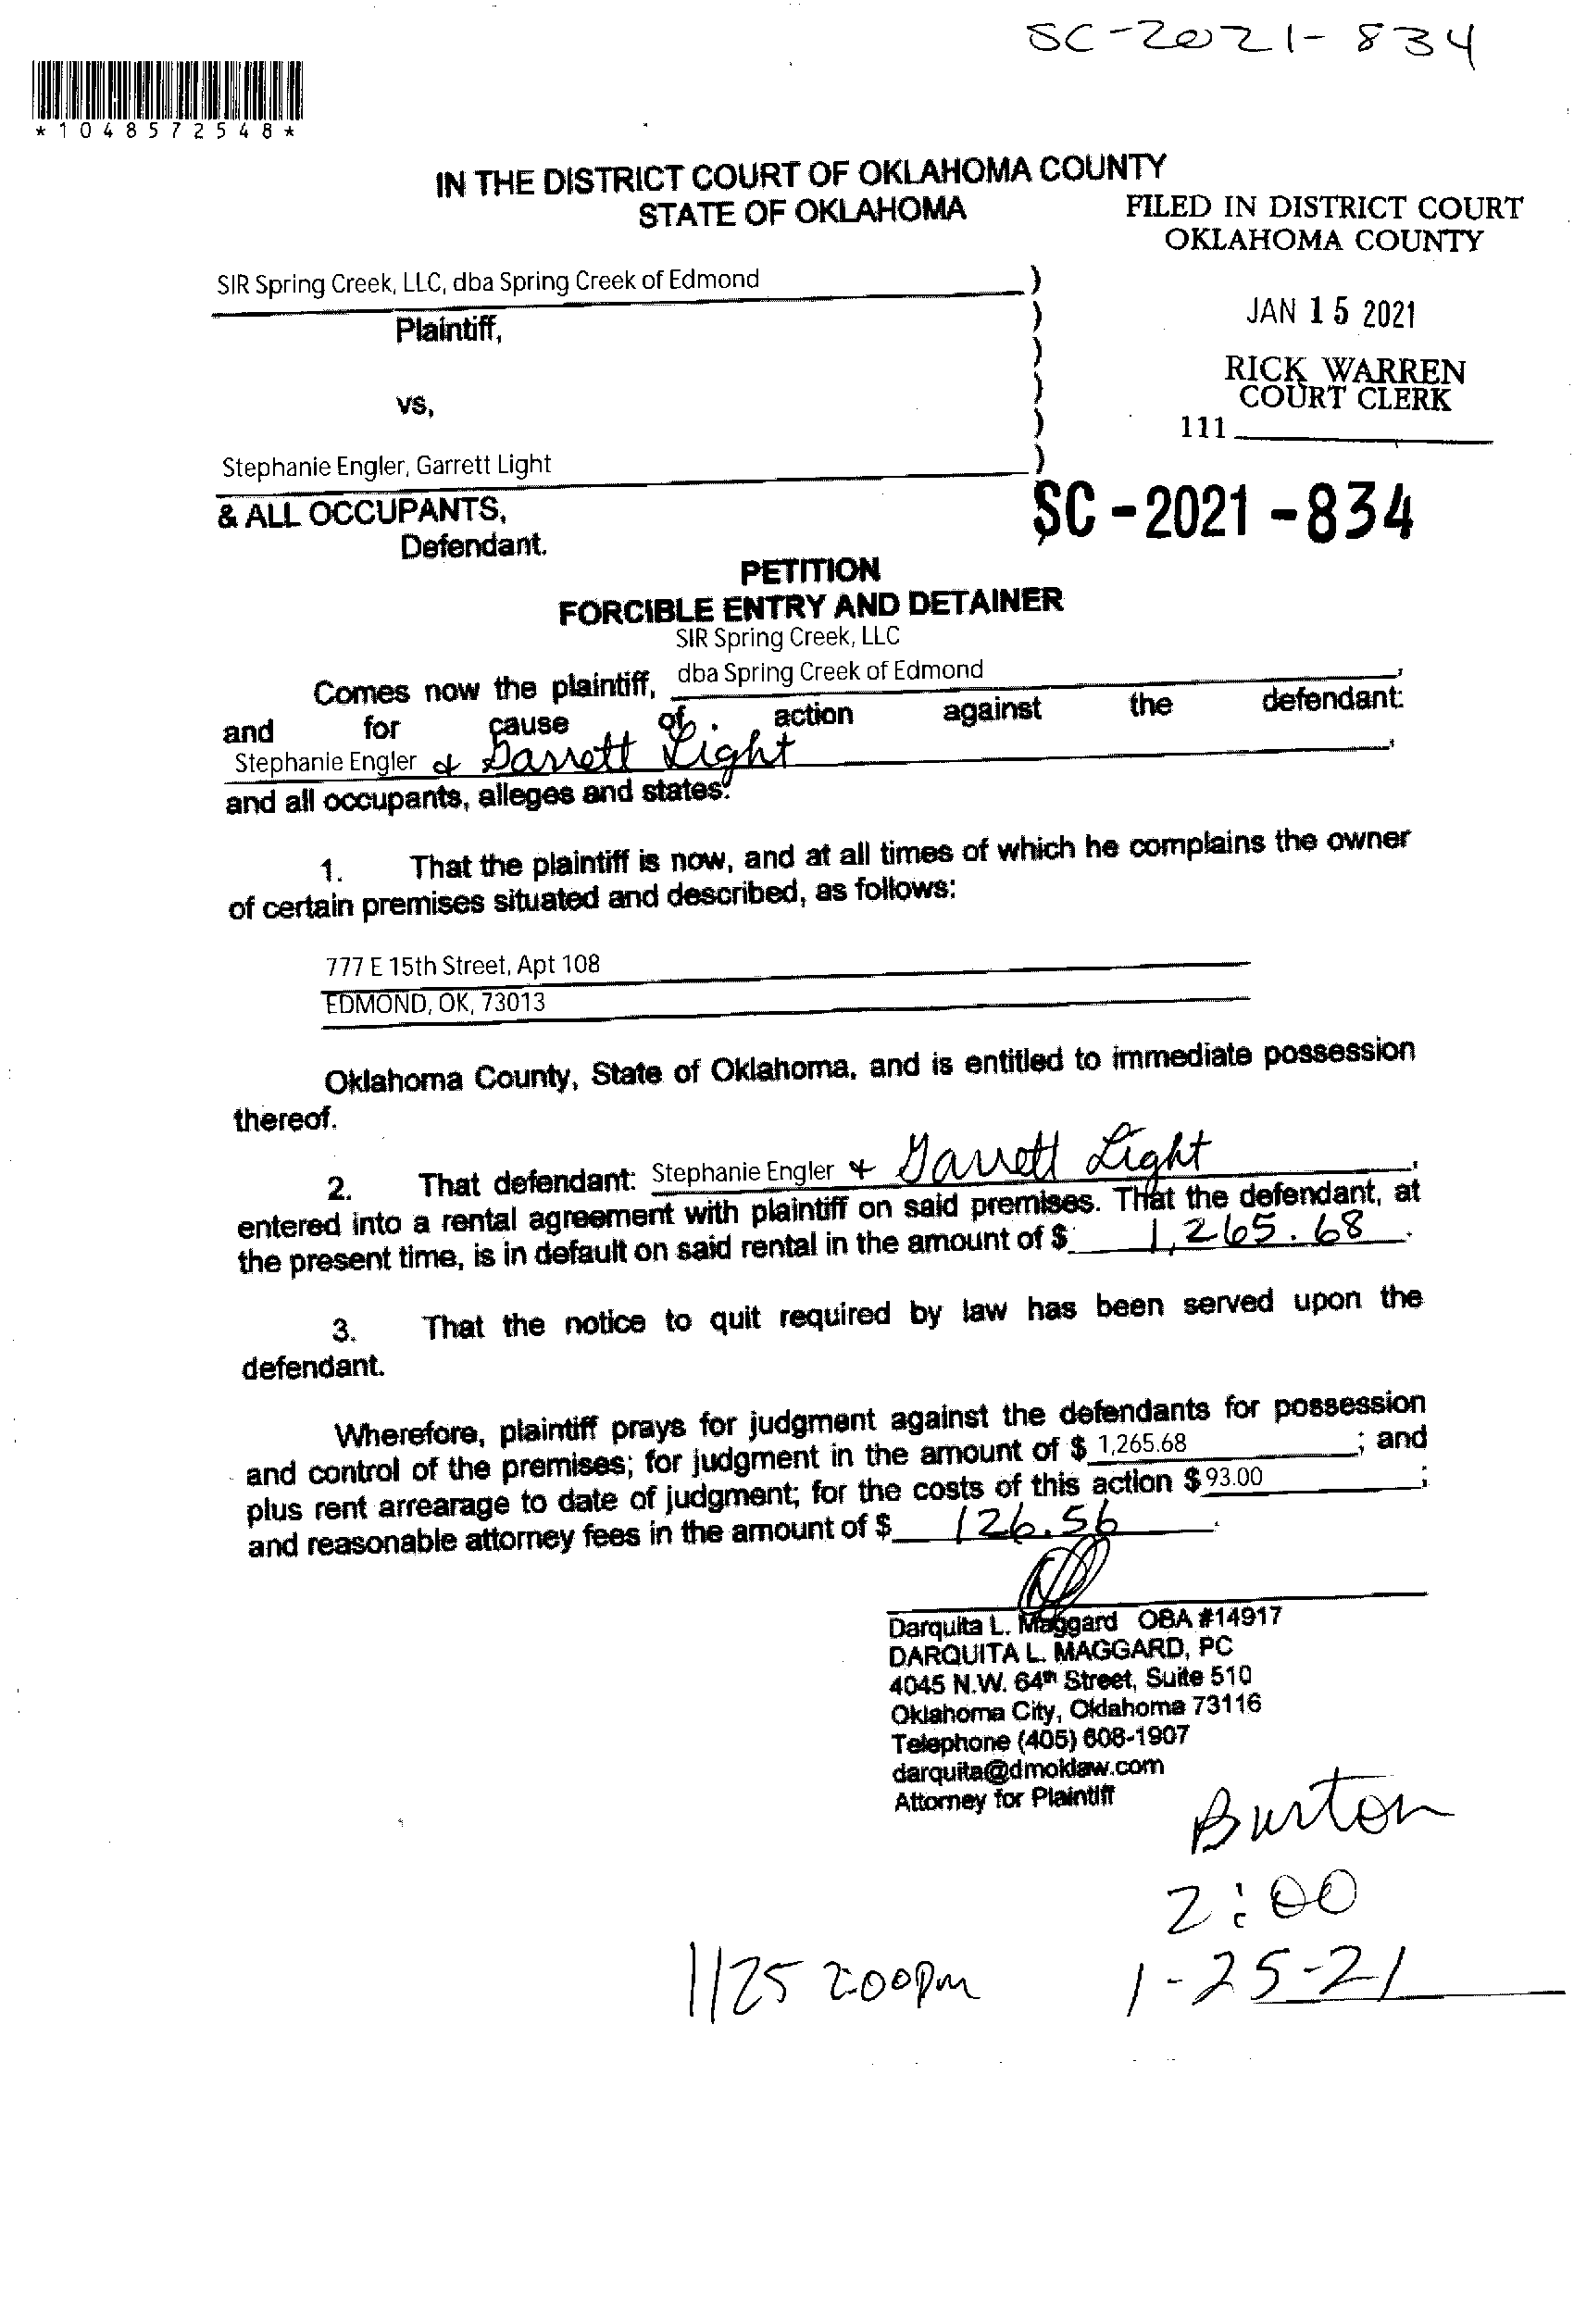 SC-2021-834
*1048572548*
IN THE DISTRICT COURT OF OKLAHOMA COUNTY
STATE OF OKLAHOMA
FILED IN DISTRICT COURT
OKLAHOMA COUNTY
SIR Spring Creek, LLC, dba Spring Creek of Edmond )
Plaintiff, )
JAN 15 2021
)
RICK WARREN
COURT CLERK
vs, )
)
111
Stephanie Engler, Garrett Light )
& ALL OCCUPANTS,
SC-2021-834
Defendant.
PETITION
FORCIBLE ENTRY AND DETAINER
SIR Spring Creek, LLC
Comes now the plaintiff, dba Spring Creek of Edmond,
and for cause of action against the defendant:
Stephanie Engler & Garrett Light,
and all occupants, alleges and states:
1. That the plaintiff is now, and at all times of which he complains the owner
of certain premises situated and described, as follows:
777 E 15th Street, Apt 108
EDMOND, OK, 73013
Oklahoma County, State of Oklahoma, and is entitled to immediate possession
thereof.
2. That defendant: Stephanie Engler & Garrett Light,
entered into a rental agreement with plaintiff on said premises. That the defendant, at
the present time, is in default on said rental in the amount of $ 1,265.68.
3. That the notice to quit required by law has been served upon the
defendant.
Wherefore, plaintiff prays for judgment against the defendants for possession
and control of the premises; for judgment in the amount of $ 1,265.68; and
plus rent arrearage to date of judgment; for the costs of this action $ 93.00;
and reasonable attorney fees in the amount of $ 126.56.
Darquita L. Maggard OBA #14917
DARQUITA L. MAGGARD, PC
4045 N.W. 64th Street, Suite 510
Oklahoma City, Oklahoma 73116
Telephone (405) 608-1907
darquita@dmoklaw.com
Attorney for Plaintiff
Burton
2:00
1/25 2:00pm
1-25-21